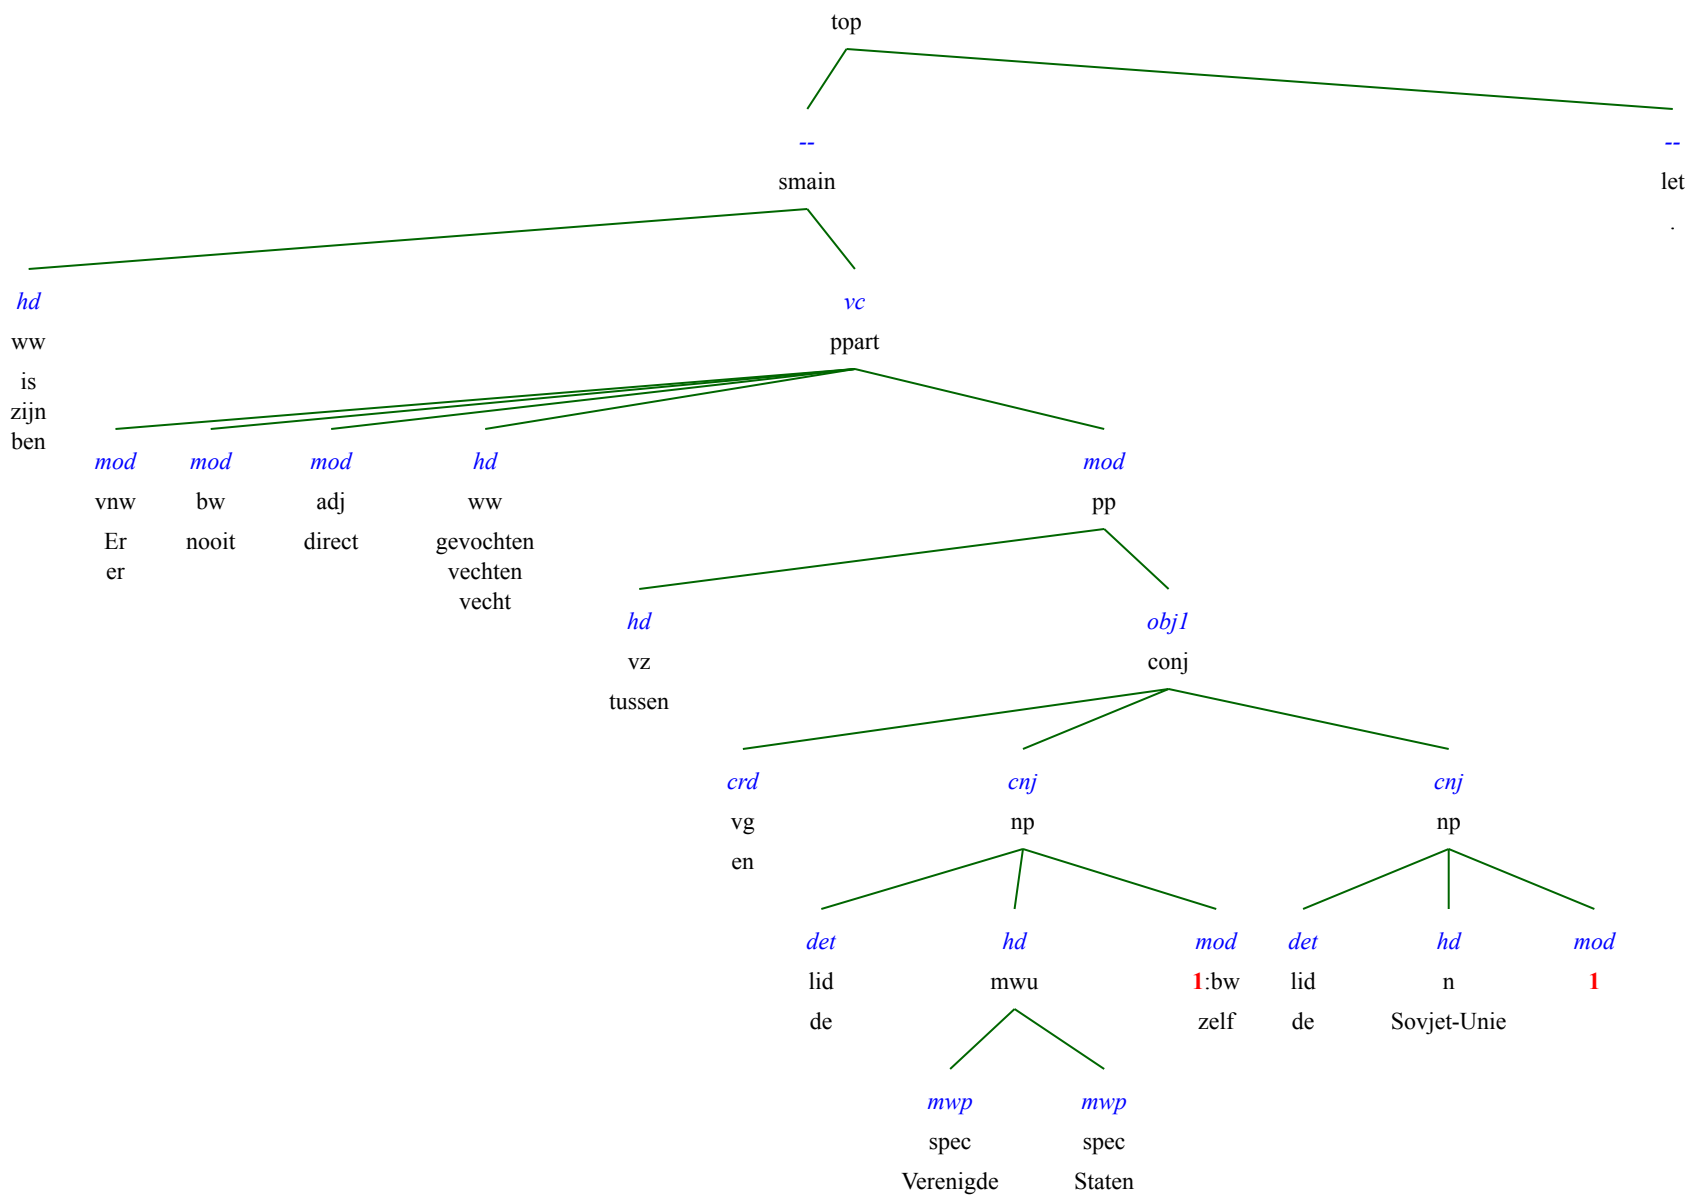 top
-- --
smain let
.
hd vc
ww ppart
is
zijn
ben
mod mod mod hd mod
vnw bw adj ww pp
Er nooit direct gevochten
er vechten
vecht
hd obj1
vz conj
tussen
crd cnj cnj
vg np np
en
det hd mod det hd mod
lid mwu 1:bw lid n 1
de zelf de Sovjet-Unie
mwp mwp
spec spec
Verenigde Staten